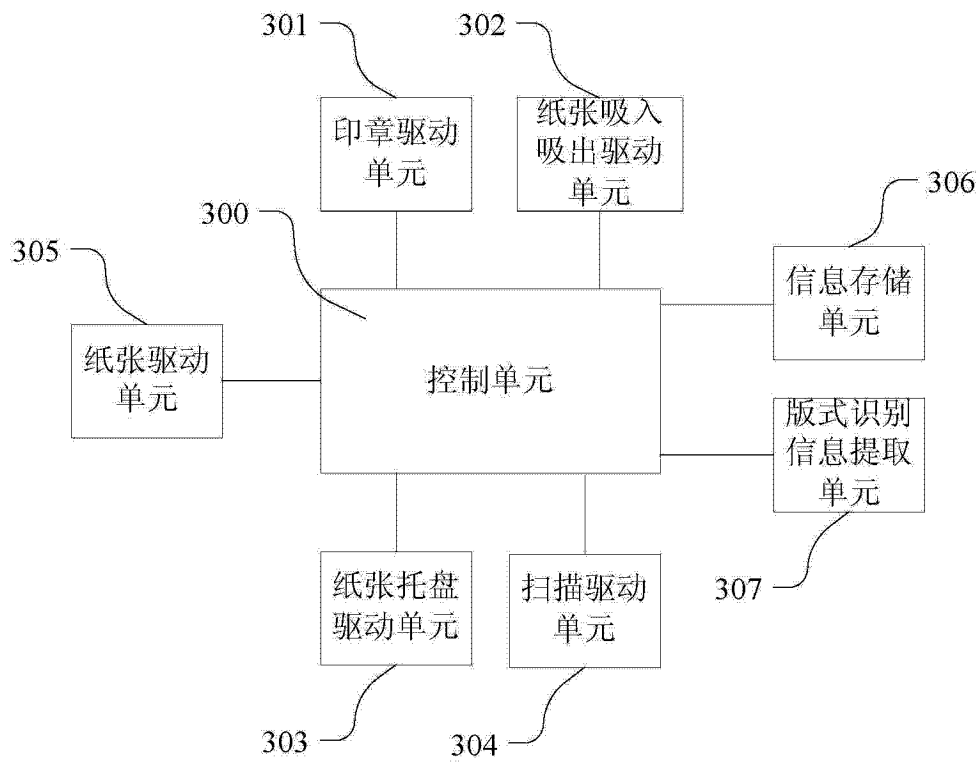 301
302
印章驱动
单元
纸张吸入
吸出驱动
单元
306
300
305
信息存储
单元
纸张驱动
单元
控制单元
版式识别
信息提取
单元
纸张托盘
驱动单元
扫描驱动
单元
307
303
304